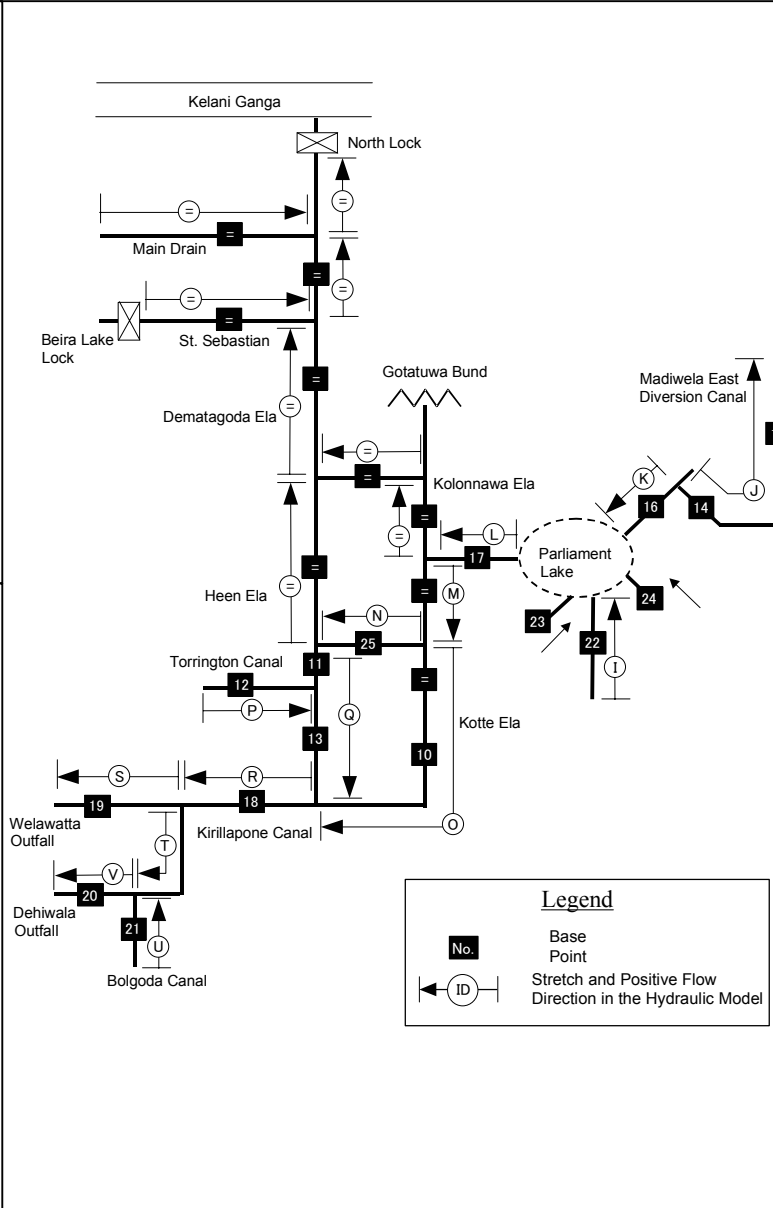 Kelani Ganga
North Lock
=
=
=
Main Drain
=
=
=
=
Beira Lake
Lock
St. Sebastian
Gotatuwa Bund
Madiwela East
Diversion Canal
=
Dematagoda Ela
=
=
=
Kolonnawa Ela
K
J
16
14
=
=
L
17
Parliament
Lake
=
=
Heen Ela
=
M
24
N
23
25
22
I
11
Torrington Canal
12
=
P
Q
Kotte Ela
13
10
S
R
19
18
Welawatta
Outfall
Kirillapone Canal
O
T
V
20
Dehiwala
Outfall
21
U
Bolgoda Canal
Legend
No.
Base
Point
ID
Stretch and Positive Flow
Direction in the Hydraulic Model